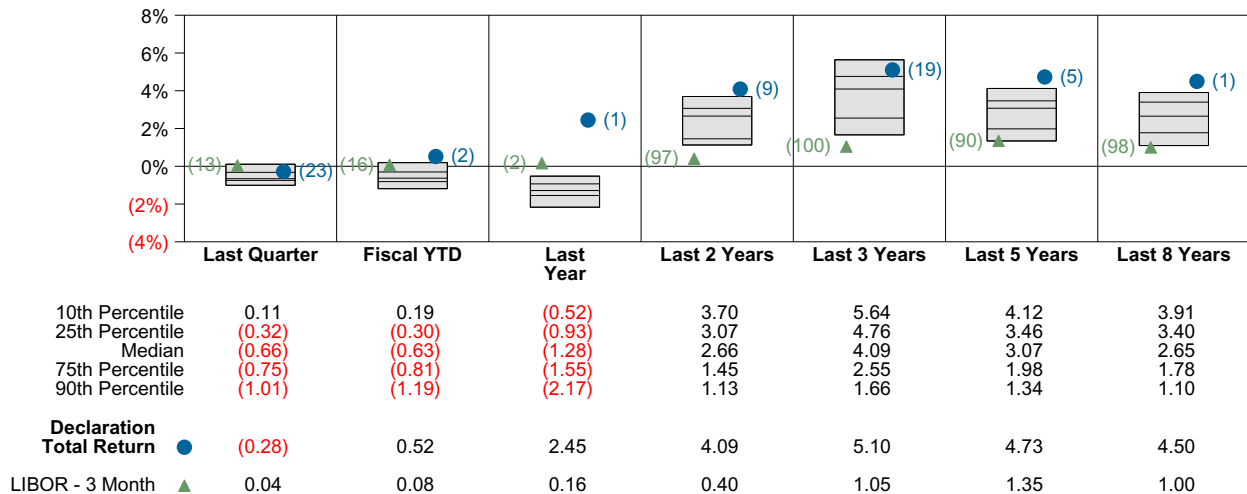 8%
6%
4%
2%
0%
(2%)
(4%)
(13) (23) (16) (2) (2) (1) (97) (9) (100) (19) (90) (5) (98) (1)
Last Quarter Fiscal YTD Last Year Last 2 Years Last 3 Years Last 5 Years Last 8 Years
10th Percentile 0.11 0.19 (0.52) 3.70 5.64 4.12 3.91
25th Percentile (0.32) (0.30) (0.93) 3.07 4.76 3.46 3.40
Median (0.66) (0.63) (1.28) 2.66 4.09 3.07 2.65
75th Percentile (0.75) (0.81) (1.55) 1.45 2.55 1.98 1.78
90th Percentile (1.01) (1.19) (2.17) 1.13 1.66 1.34 1.10
Declaration
Total Return (0.28) 0.52 2.45 4.09 5.10 4.73 4.50
LIBOR - 3 Month 0.04 0.08 0.16 0.40 1.05 1.35 1.00